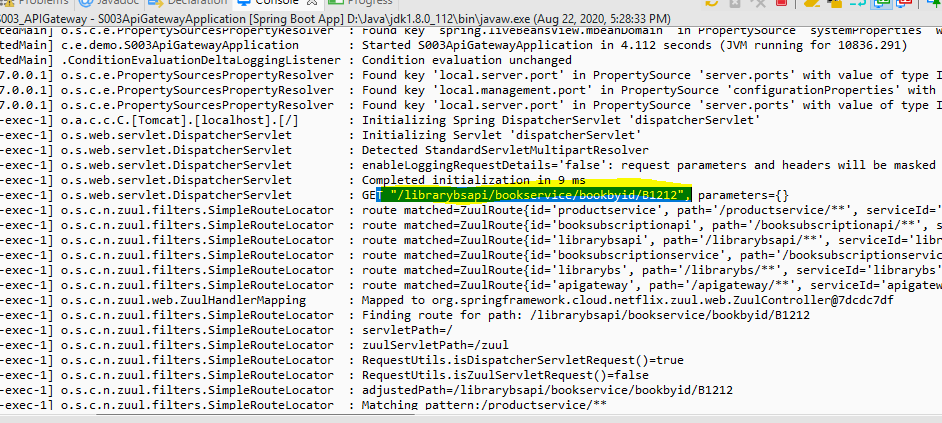 Problems @ Javadoc Declaration Console Progress
S003_APIGateway - S003ApiGatewayApplication [Spring Boot App] D:\Java\jdk1.8.0_112\bin\javaw.exe (Aug 22, 2020, 5:28:33 PM)
tedMain] o.s.c.e.PropertySourcesPropertyResolver : Found key 'spring.liveBeansView.mbeanDomain' in PropertySource 'systemProperties' w
tedMain] c.e.demo.S003ApiGatewayApplication : Started S003ApiGatewayApplication in 4.112 seconds (JVM running for 10836.291)
tedMain] .ConditionEvaluationDeltaLoggingListener : Condition evaluation unchanged
7.0.0.1] o.s.c.e.PropertySourcesPropertyResolver : Found key 'local.server.port' in PropertySource 'server.ports' with value of type I
7.0.0.1] o.s.c.e.PropertySourcesPropertyResolver : Found key 'local.management.port' in PropertySource 'configurationProperties' with
7.0.0.1] o.s.c.e.PropertySourcesPropertyResolver : Found key 'local.server.port' in PropertySource 'server.ports' with value of type I
-exec-1] o.a.c.c.C.[Tomcat].[localhost].[/] : Initializing Spring DispatcherServlet 'dispatcherServlet'
-exec-1] o.s.web.servlet.DispatcherServlet : Initializing Servlet 'dispatcherServlet'
-exec-1] o.s.web.servlet.DispatcherServlet : Detected StandardServletMultipartResolver
-exec-1] o.s.web.servlet.DispatcherServlet : enableLoggingRequestDetails='false': request parameters and headers will be masked
-exec-1] o.s.web.servlet.DispatcherServlet : Completed initialization in 9 ms
-exec-1] o.s.web.servlet.DispatcherServlet : GET "/librarybsapi/bookservice/bookbyid/B1212", parameters={}
-exec-1] o.s.c.n.zuul.filters.SimpleRouteLocator : route matched=ZuulRoute{id='productservice', path='/productservice/**', serviceId='
-exec-1] o.s.c.n.zuul.filters.SimpleRouteLocator : route matched=ZuulRoute{id='booksubscriptionapi', path='/booksubscriptionapi/**', s
-exec-1] o.s.c.n.zuul.filters.SimpleRouteLocator : route matched=ZuulRoute{id='librarybsapi', path='/librarybsapi/**', serviceId='libr
-exec-1] o.s.c.n.zuul.filters.SimpleRouteLocator : route matched=ZuulRoute{id='booksubscriptionservice', path='/booksubscriptionservic
-exec-1] o.s.c.n.zuul.filters.SimpleRouteLocator : route matched=ZuulRoute{id='librarybs', path='/librarybs/**', serviceId='librarybs'
-exec-1] o.s.c.n.zuul.filters.SimpleRouteLocator : route matched=ZuulRoute{id='apigateway', path='/apigateway/**', serviceId='apigatew
-exec-1] o.s.c.n.zuul.web.ZuulHandlerMapping : Mapped to org.springframework.cloud.netflix.zuul.web.ZuulController@7dcdc7df
-exec-1] o.s.c.n.zuul.filters.SimpleRouteLocator : Finding route for path: /librarybsapi/bookservice/bookbyid/B1212
-exec-1] o.s.c.n.zuul.filters.SimpleRouteLocator : servletPath=/
-exec-1] o.s.c.n.zuul.filters.SimpleRouteLocator : zuulServletPath=/zuul
-exec-1] o.s.c.n.zuul.filters.SimpleRouteLocator : RequestUtils.isDispatcherServletRequest()=true
-exec-1] o.s.c.n.zuul.filters.SimpleRouteLocator : RequestUtils.isZuulServletRequest()=false
-exec-1] o.s.c.n.zuul.filters.SimpleRouteLocator : adjustedPath=/librarybsapi/bookservice/bookbyid/B1212
-exec-1] o.s.c.n.zuul.filters.SimpleRouteLocator : Matching pattern:/productservice/**